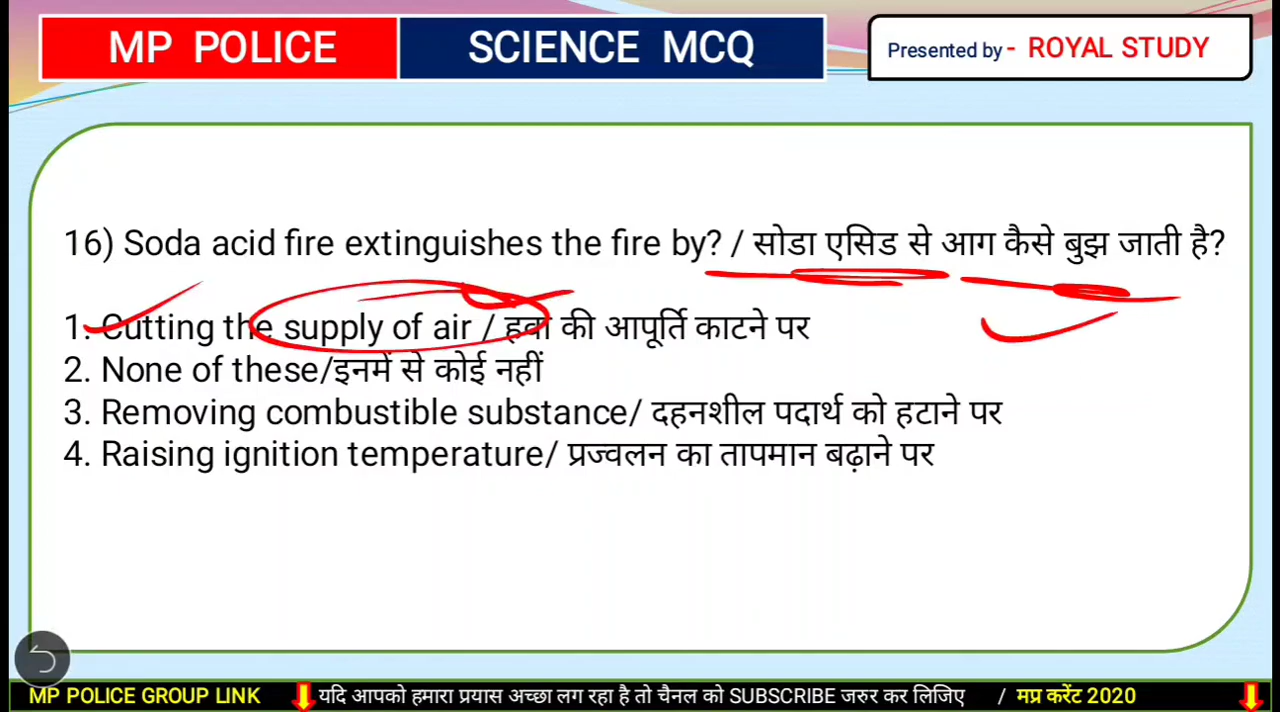 MP POLICE SCIENCE MCQ Presented by - ROYAL STUDY
16) Soda acid fire extinguishes the fire by? / सोडा एसिड से आग कैसे बुझ जाती है?
1. Cutting the supply of air / हवा की आपूर्ति काटने पर
2. None of these/इनमें से कोई नहीं
3. Removing combustible substance/ दहनशील पदार्थ को हटाने पर
4. Raising ignition temperature/ प्रज्वलन का तापमान बढ़ाने पर
MP POLICE GROUP LINK यदि आपको हमारा प्रयास अच्छा लग रहा है तो चैनल को SUBSCRIBE जरुर कर लिजिए / मप्र करेंट 2020